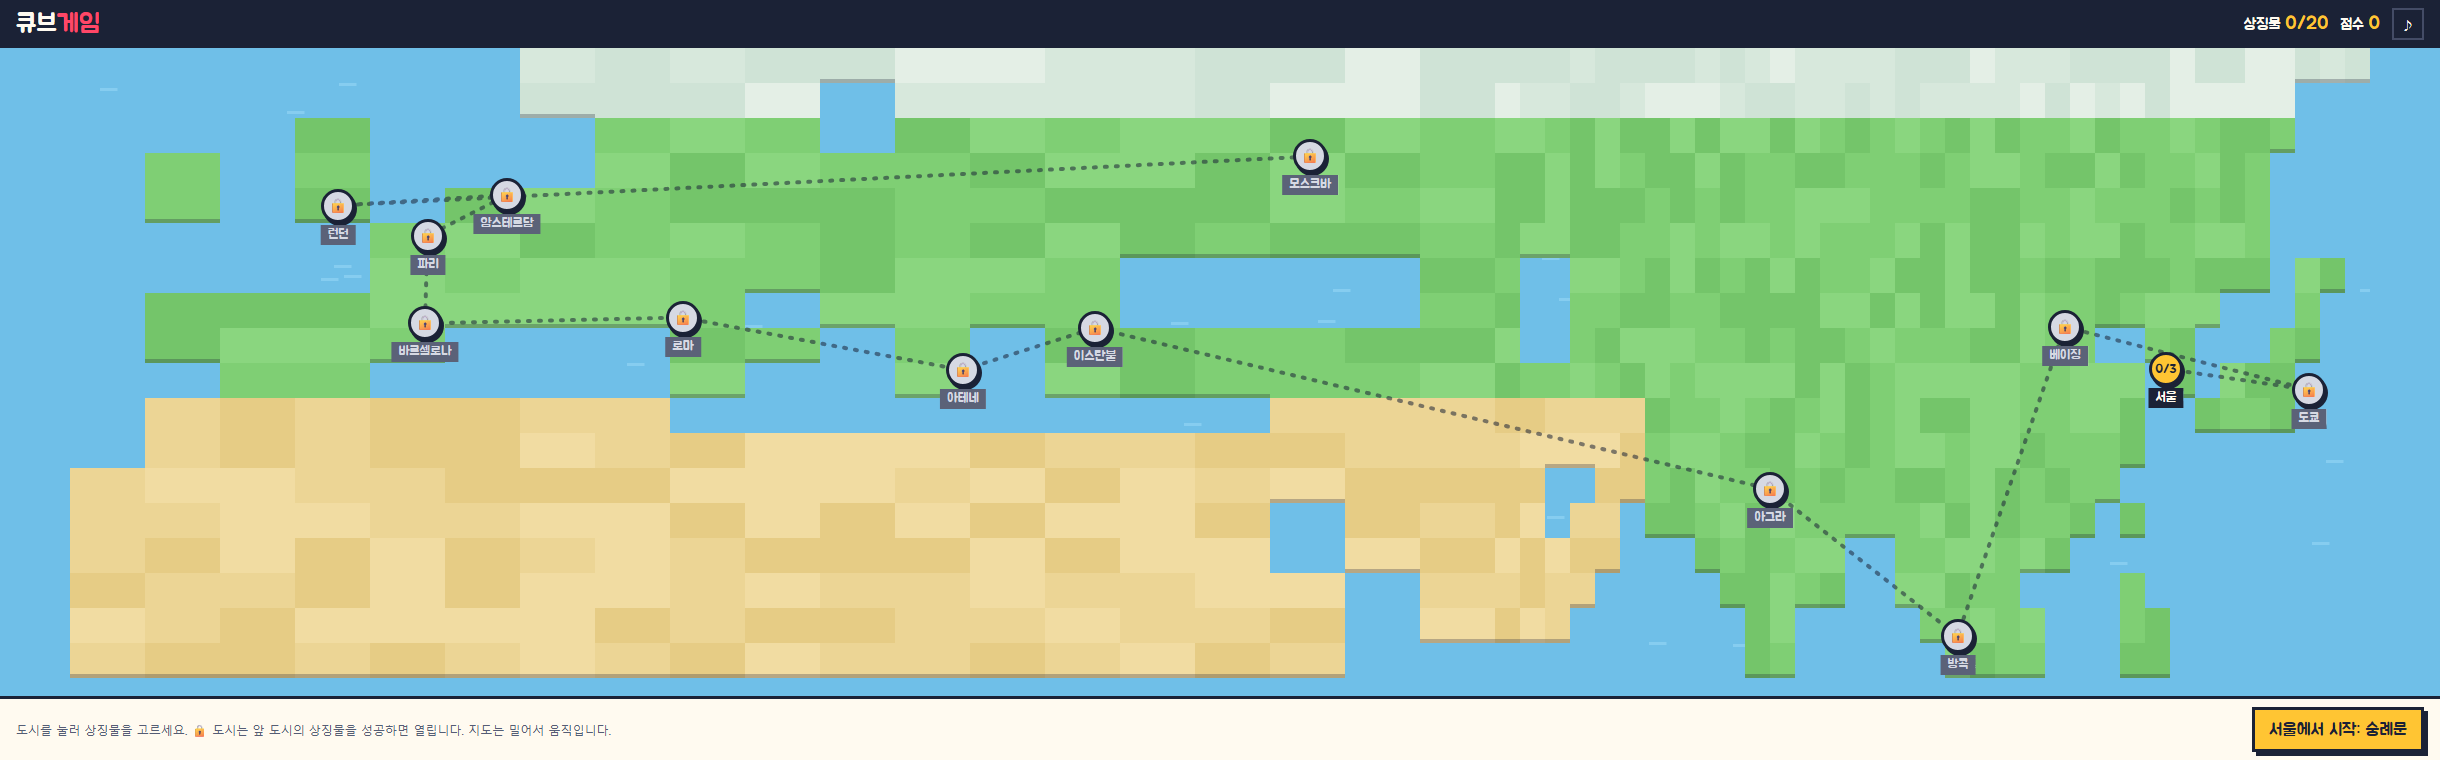 큐브게임
상징물 0/20 점수 0 ♪
모스크바
런던
암스테르담
파리
바르셀로나
로마
아테네
이스탄불
베이징
0/3
서울
도쿄
아그라
방콕
도시를 눌러 상징물을 고르세요. 🔒 도시는 앞 도시의 상징물을 성공하면 열립니다. 지도는 밀어서 움직입니다.
서울에서 시작: 숭례문